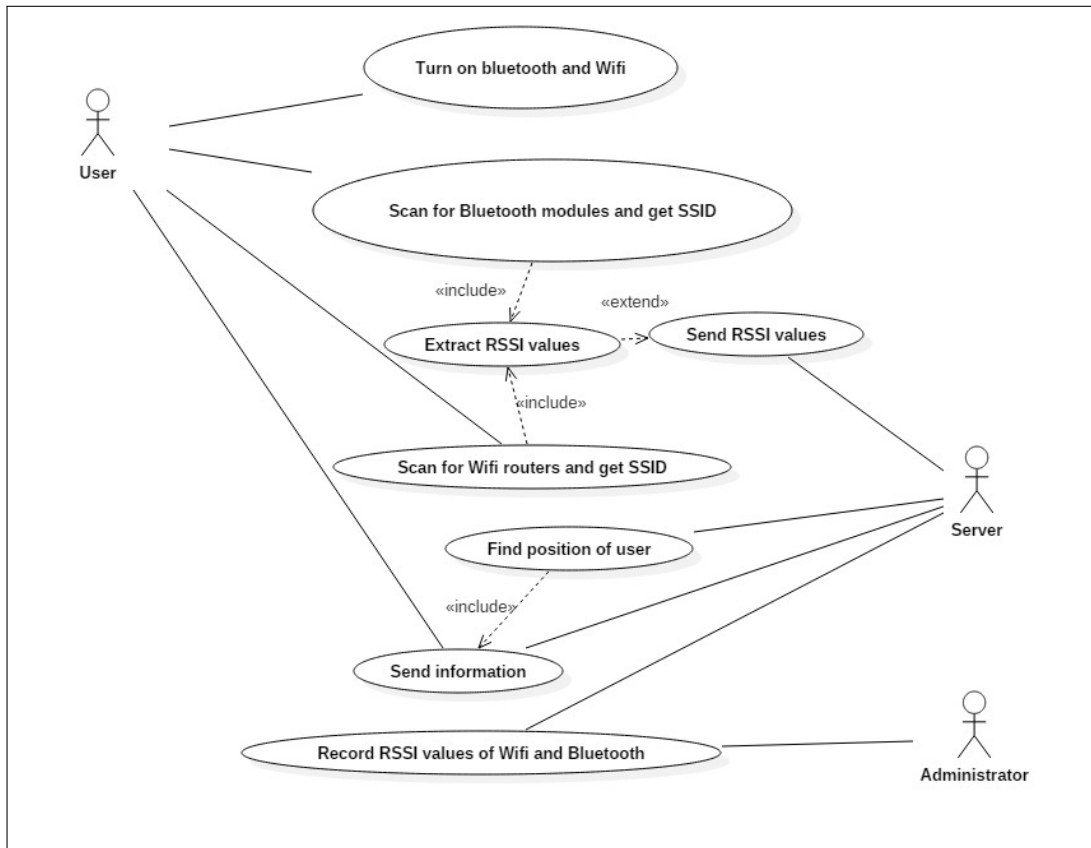 Turn on bluetooth and Wifi
User
Scan for Bluetooth modules and get SSID
«include»
«extend»
Extract RSSI values
Send RSSI values
«include»
Scan for Wifi routers and get SSID
Server
Find position of user
«include»
Send information
Record RSSI values of Wifi and Bluetooth
Administrator